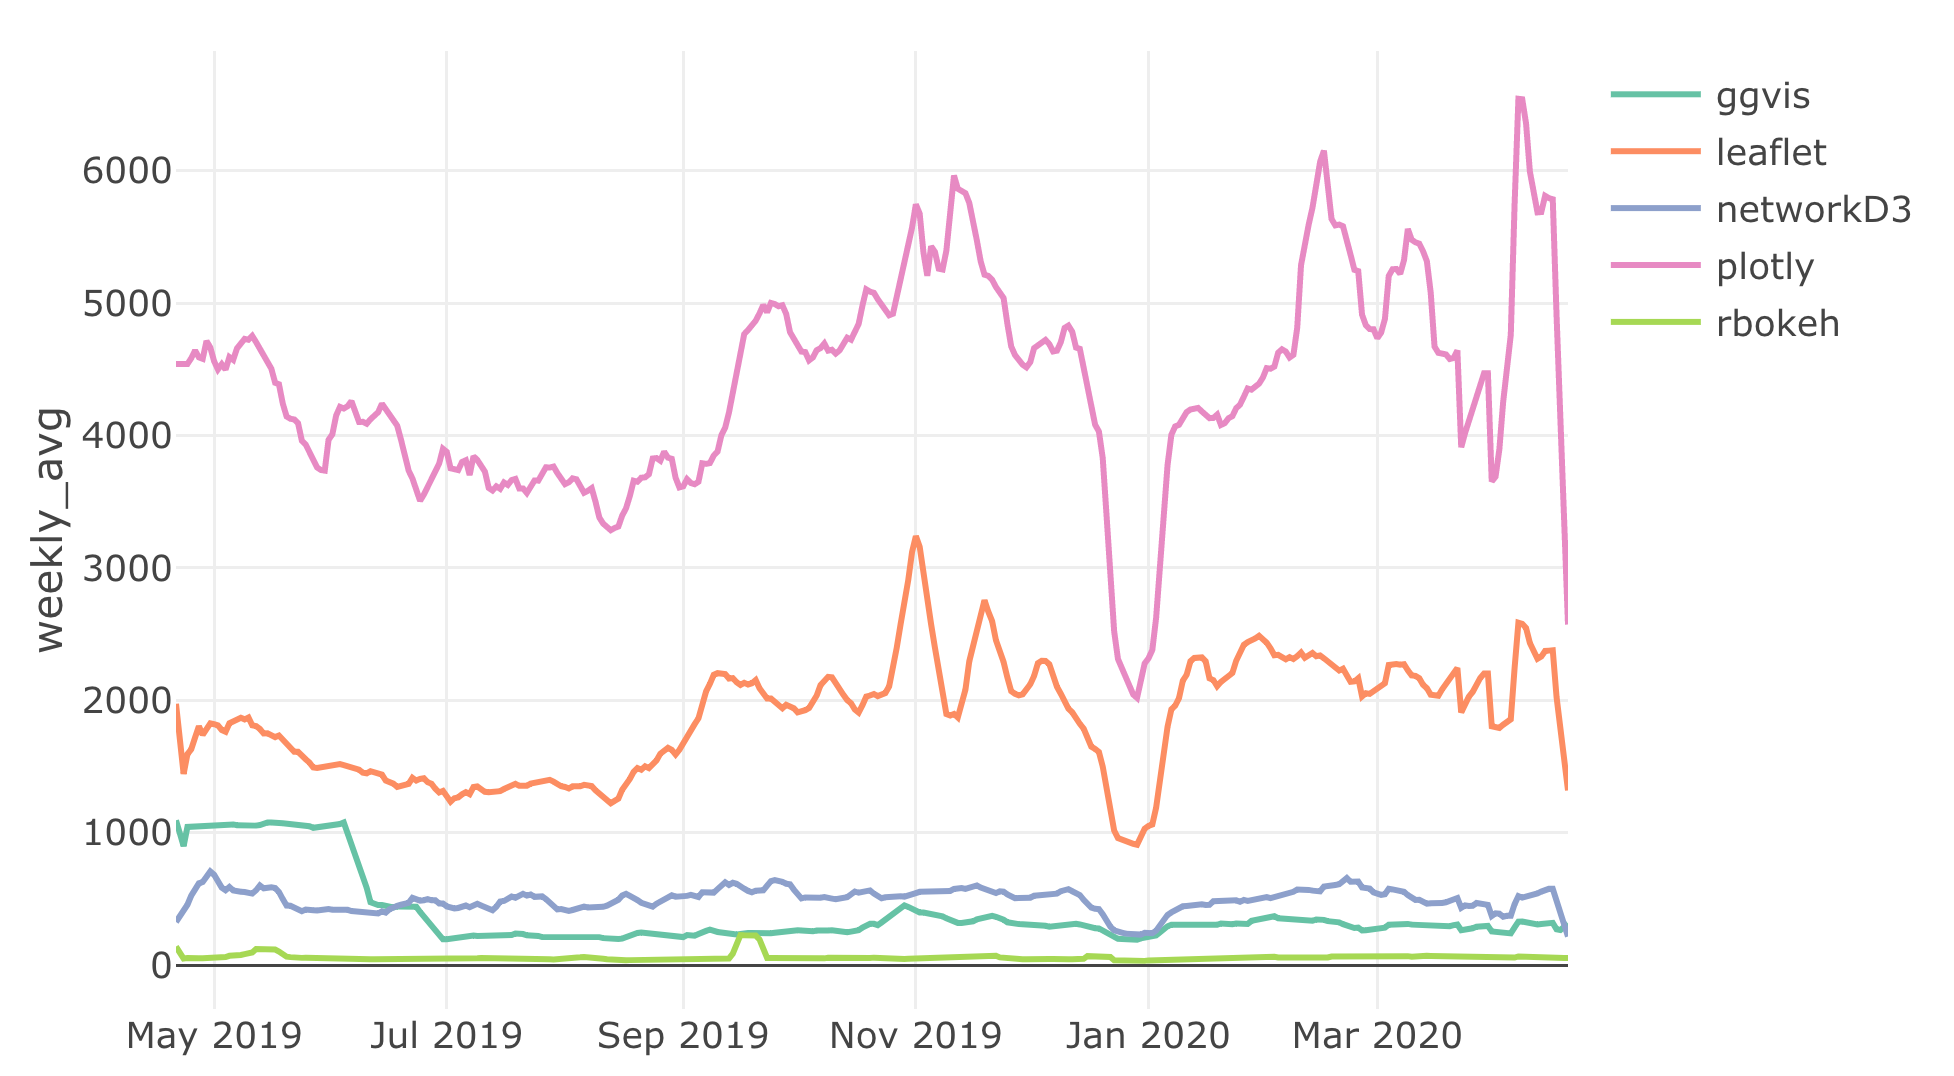 ggvis
leaflet
networkD3
plotly
rbokeh
weekly_avg
6000
5000
4000
3000
2000
1000
0
May 2019
Jul 2019
Sep 2019
Nov 2019
Jan 2020
Mar 2020